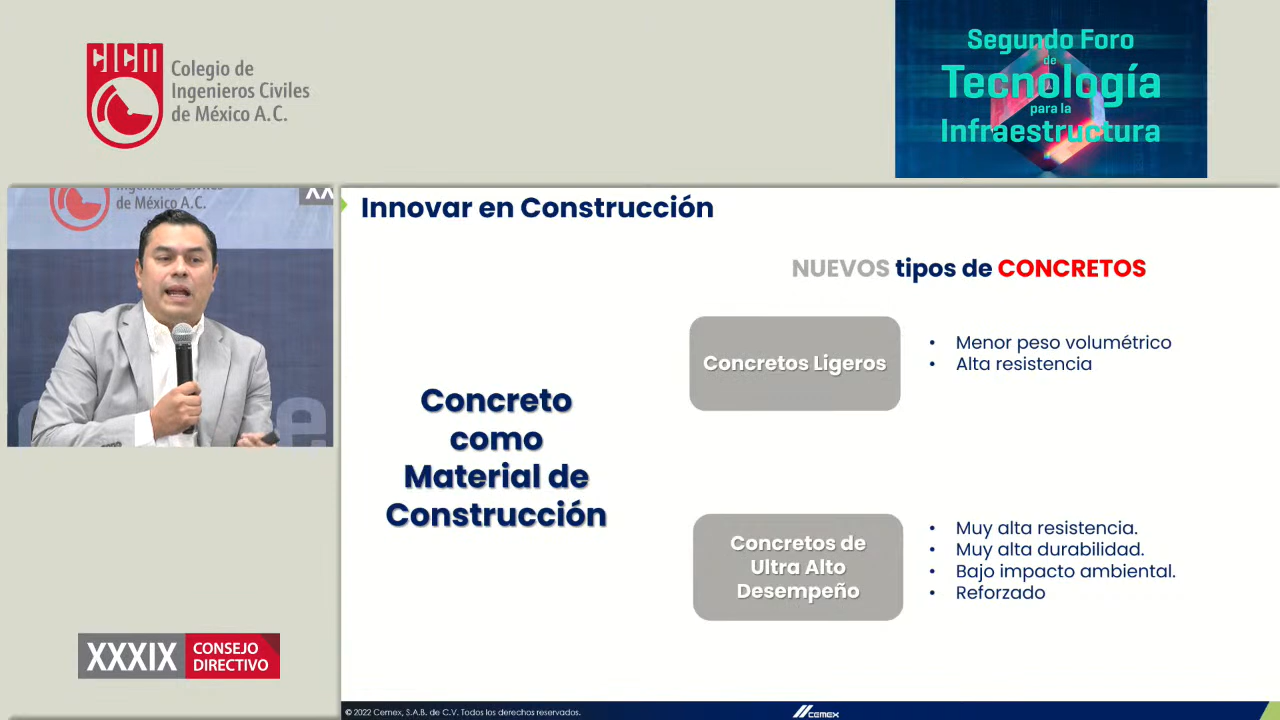 CICM
Colegio de
Ingenieros Civiles
de México A.C.
Segundo Foro
de
Tecnología
para la
Infraestructura
Ingenieros Civiles
de México A.C.
XX
Innovar en Construcción
NUEVOS tipos de CONCRETOS
Concretos Ligeros
• Menor peso volumétrico
• Alta resistencia
Concreto
como
Material de
Construcción
Concretos de
Ultra Alto
Desempeño
• Muy alta resistencia.
• Muy alta durabilidad.
• Bajo impacto ambiental.
• Reforzado
XXXIX
CONSEJO
DIRECTIVO
© 2022 Cemex, S.A.B. de C.V. Todos los derechos reservados.
CEMEX